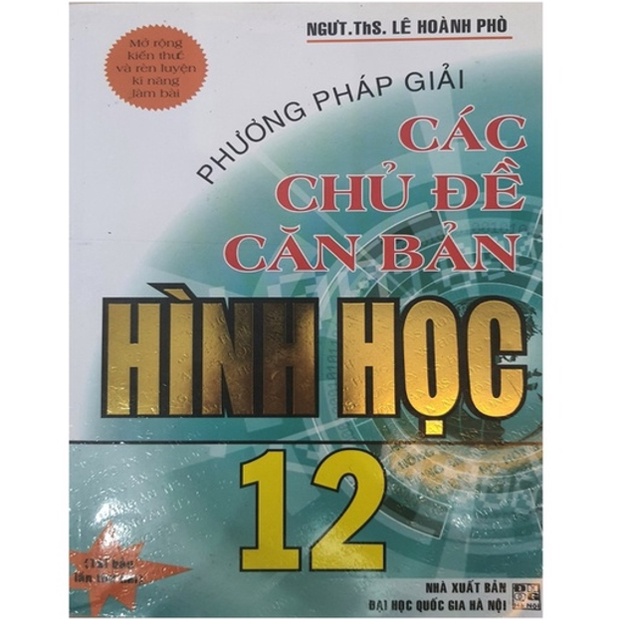 NGƯT.ThS. LÊ HOÀNH PHÒ
Mở rộng
kiến thức
và rèn luyện
kĩ năng
làm bài
PHƯƠNG PHÁP GIẢI
CÁC
CHỦ ĐỀ
CĂN BẢN
HÌNH HỌC
12
lần
NHÀ XUẤT BẢN
ĐẠI HỌC QUỐC GIA HÀ NỘI